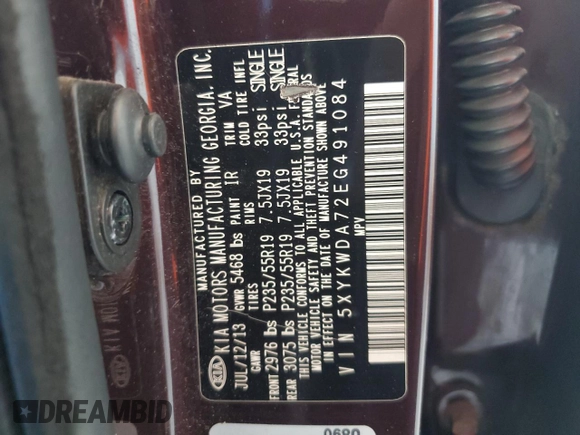 MANUFACTURED BY
KIA KIA MOTORS MANUFACTURING GEORGIA, INC.
JUL/12/13 GVWR 5468 lbs PAINT IR TRIM VA
GAWR TIRES RIMS COLD TIRE INFL
FRONT 2976 lbs P235/55R19 7.5JX19 33psi SINGLE
REAR 3075 lbs P235/55R19 7.5JX19 33psi SINGLE
THIS VEHICLE CONFORMS TO ALL APPLICABLE U.S.A. FEDERAL
MOTOR VEHICLE SAFETY AND THEFT PREVENTION STANDARDS
IN EFFECT ON THE DATE OF MANUFACTURE SHOWN ABOVE
VIN 5XYKWDA72EG491084
MPV
0680
DREAMBID